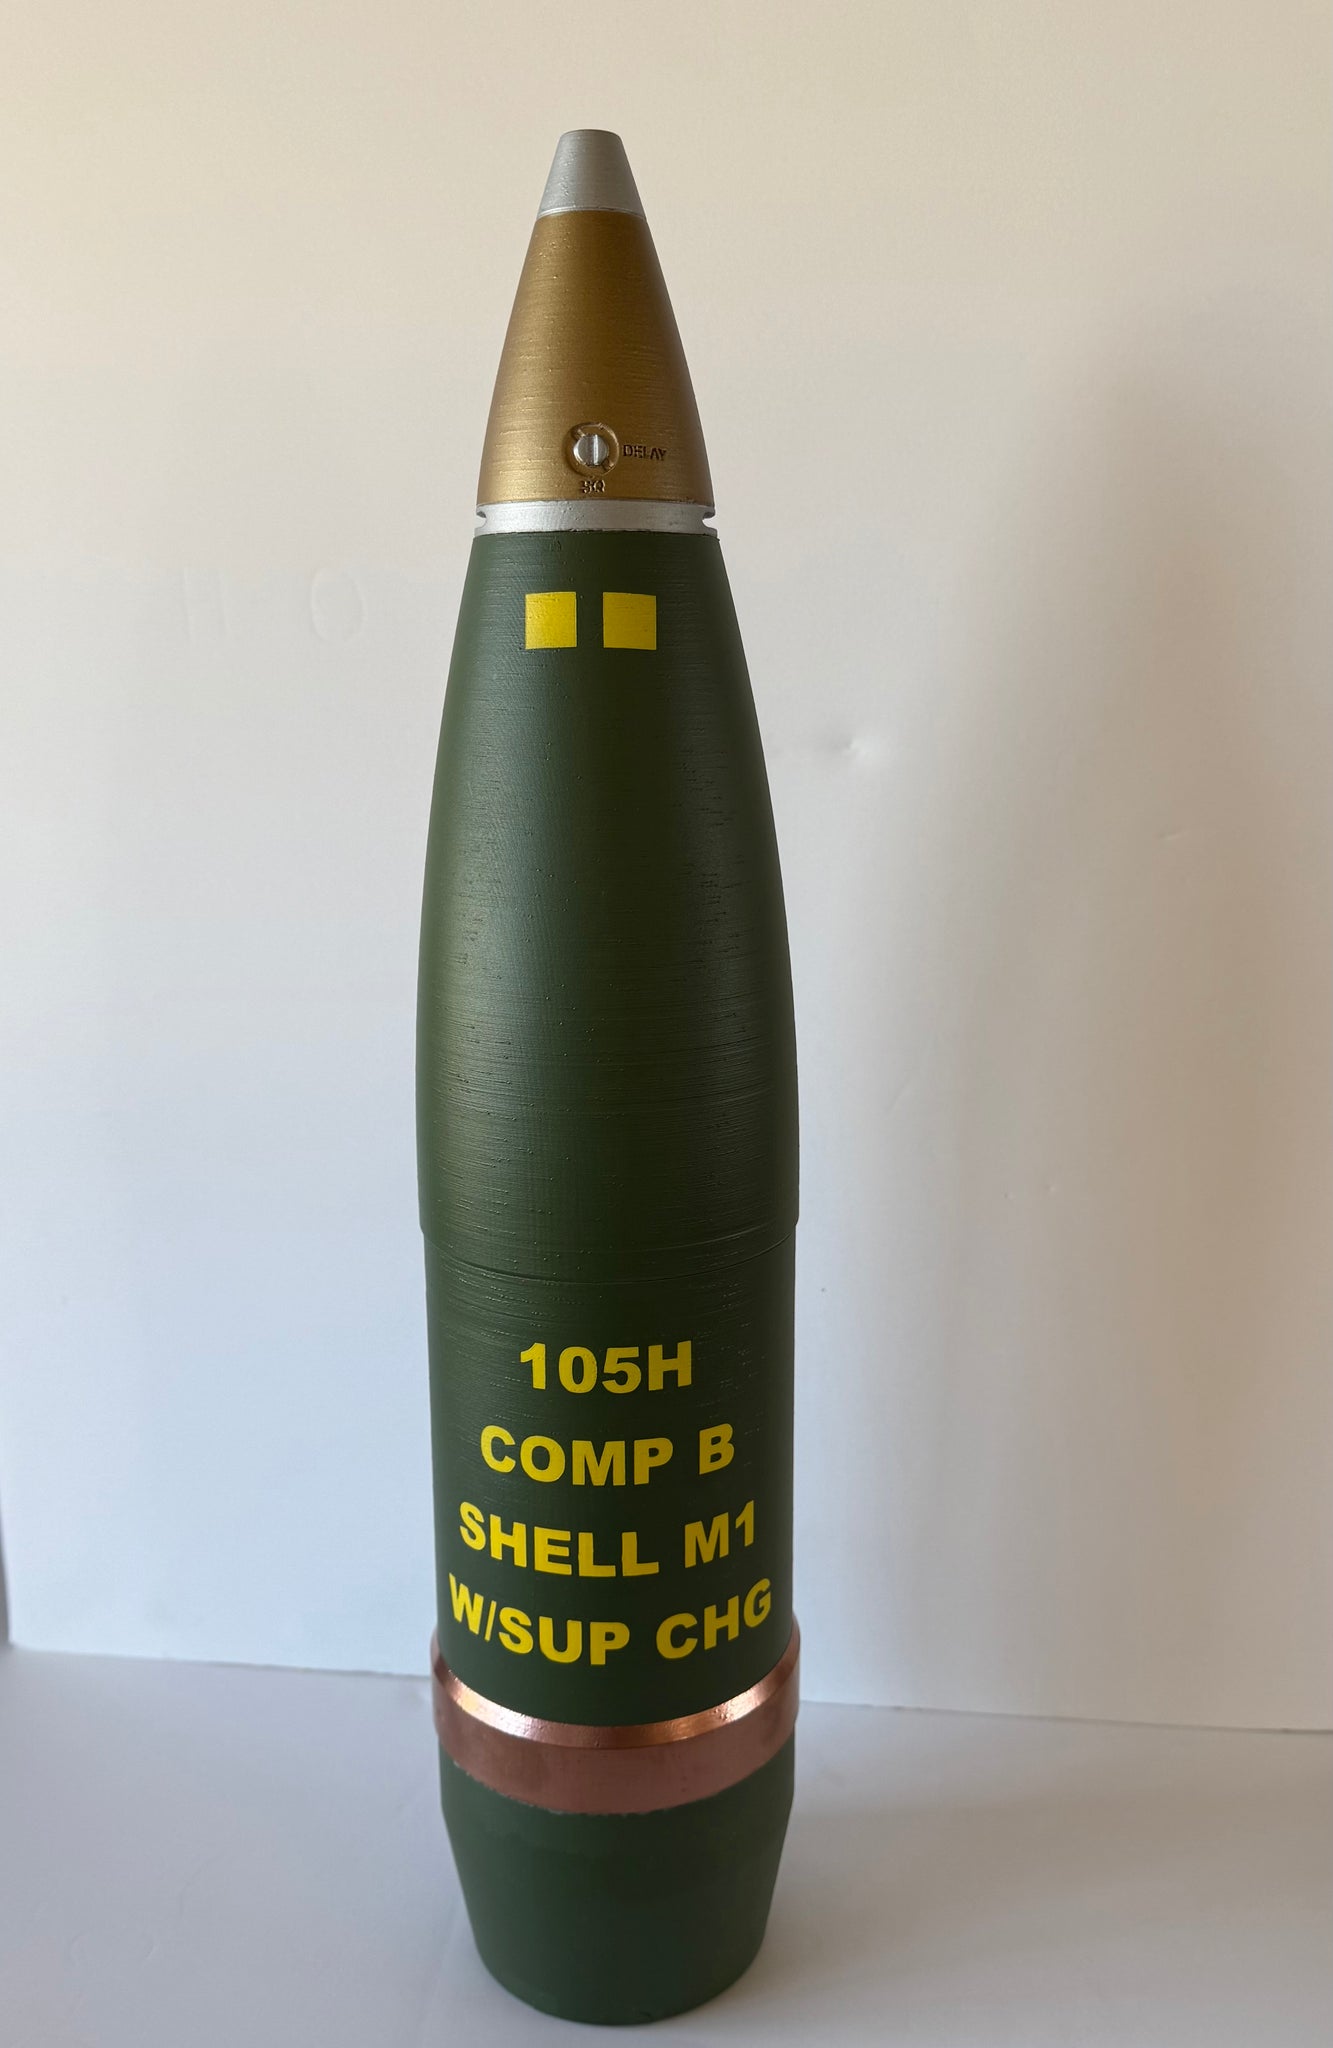 DELAY
SQ
105H
COMP B
SHELL M1
W/SUP CHG